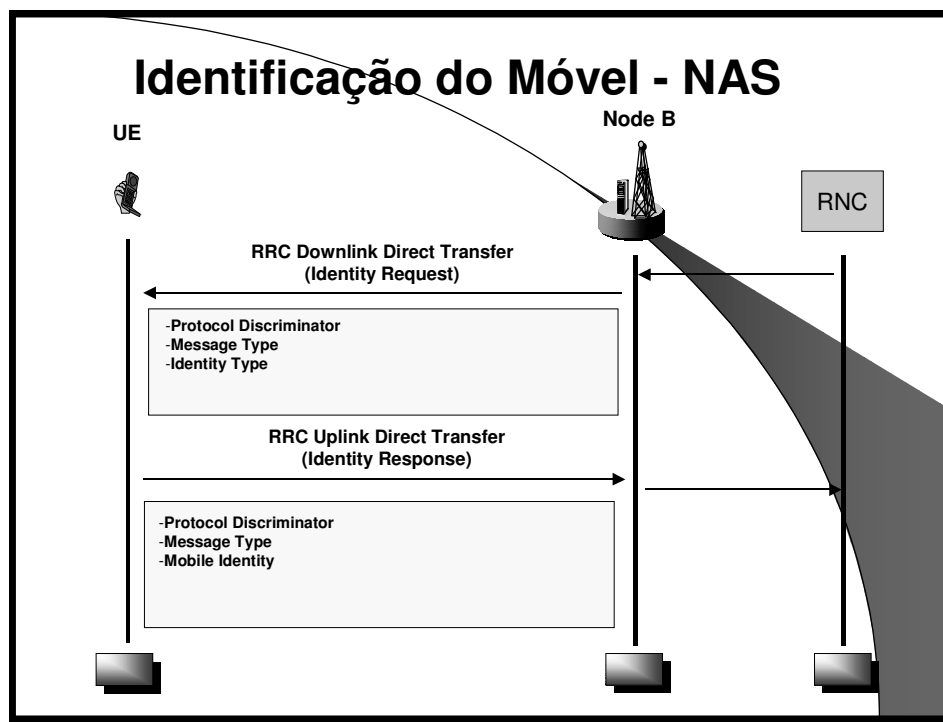 Identificação do Móvel - NAS
UE
Node B
RNC
RRC Downlink Direct Transfer
(Identity Request)
-Protocol Discriminator
-Message Type
-Identity Type
RRC Uplink Direct Transfer
(Identity Response)
-Protocol Discriminator
-Message Type
-Mobile Identity